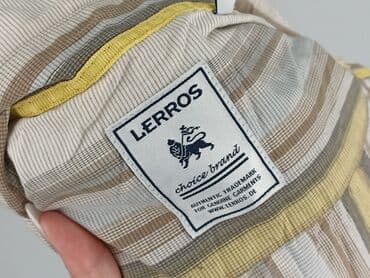 LERROS
choice brand
AUTHENTIC TRADEMARK
FOR GENUINE GARMENTS
WWW.LERROS.DE